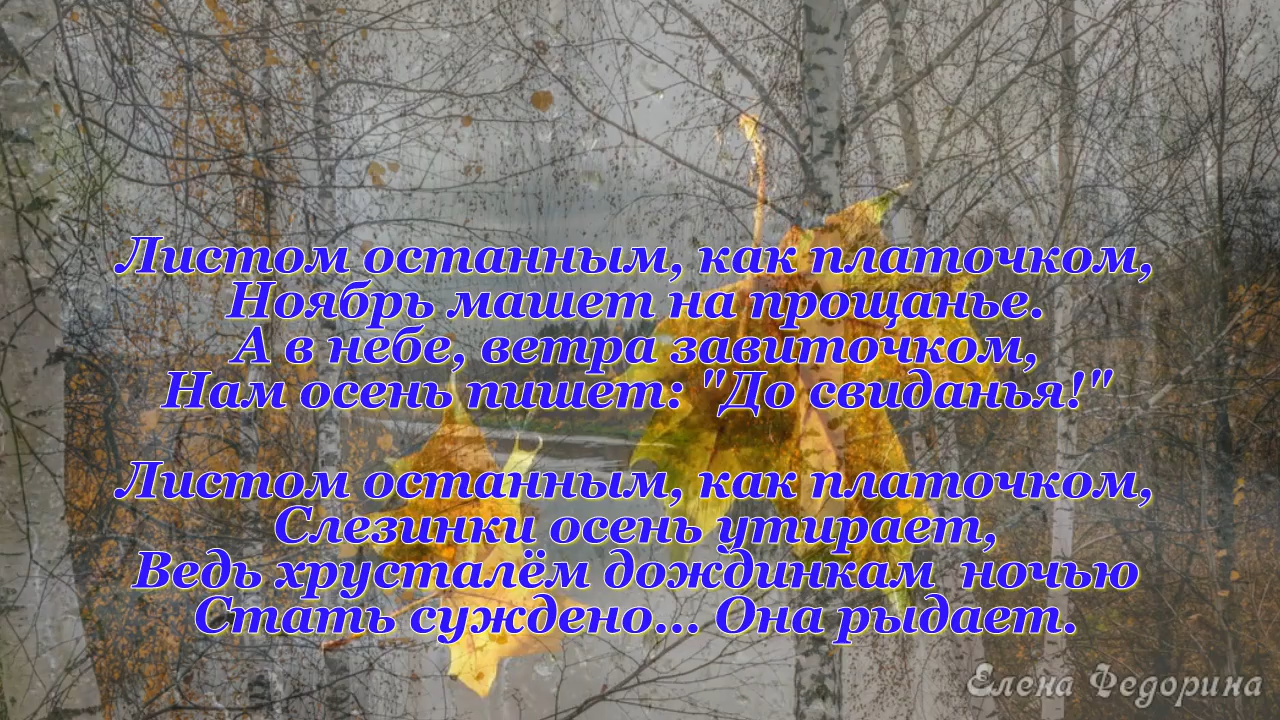 Листом останным, как платочком,
Ноябрь машет на прощанье.
А в небе, ветра завиточком,
Нам осень пишет: "До свиданья!"
Листом останным, как платочком,
Слезинки осень утирает,
Ведь хрусталём дождинкам ночью
Стать суждено... Она рыдает.
Елена Федорина